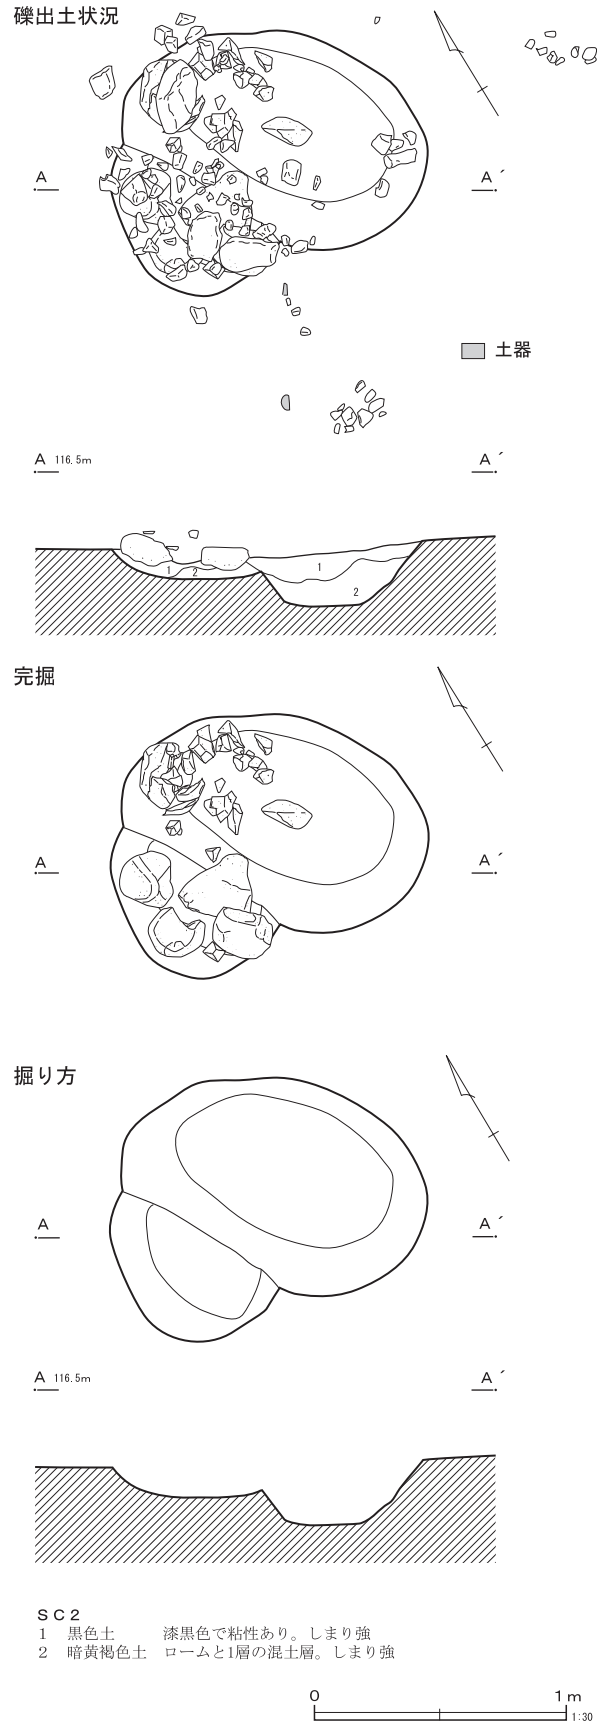 礫出土状況
A A´
土器
A 116.5m A´
1 2 1 2
完掘
A A´
掘り方
A A´
A 116.5m A´
SC2
1 黒色土 漆黒色で粘性あり。しまり強
2 暗黄褐色土 ロームと1層の混土層。しまり強
0 1m
1:30